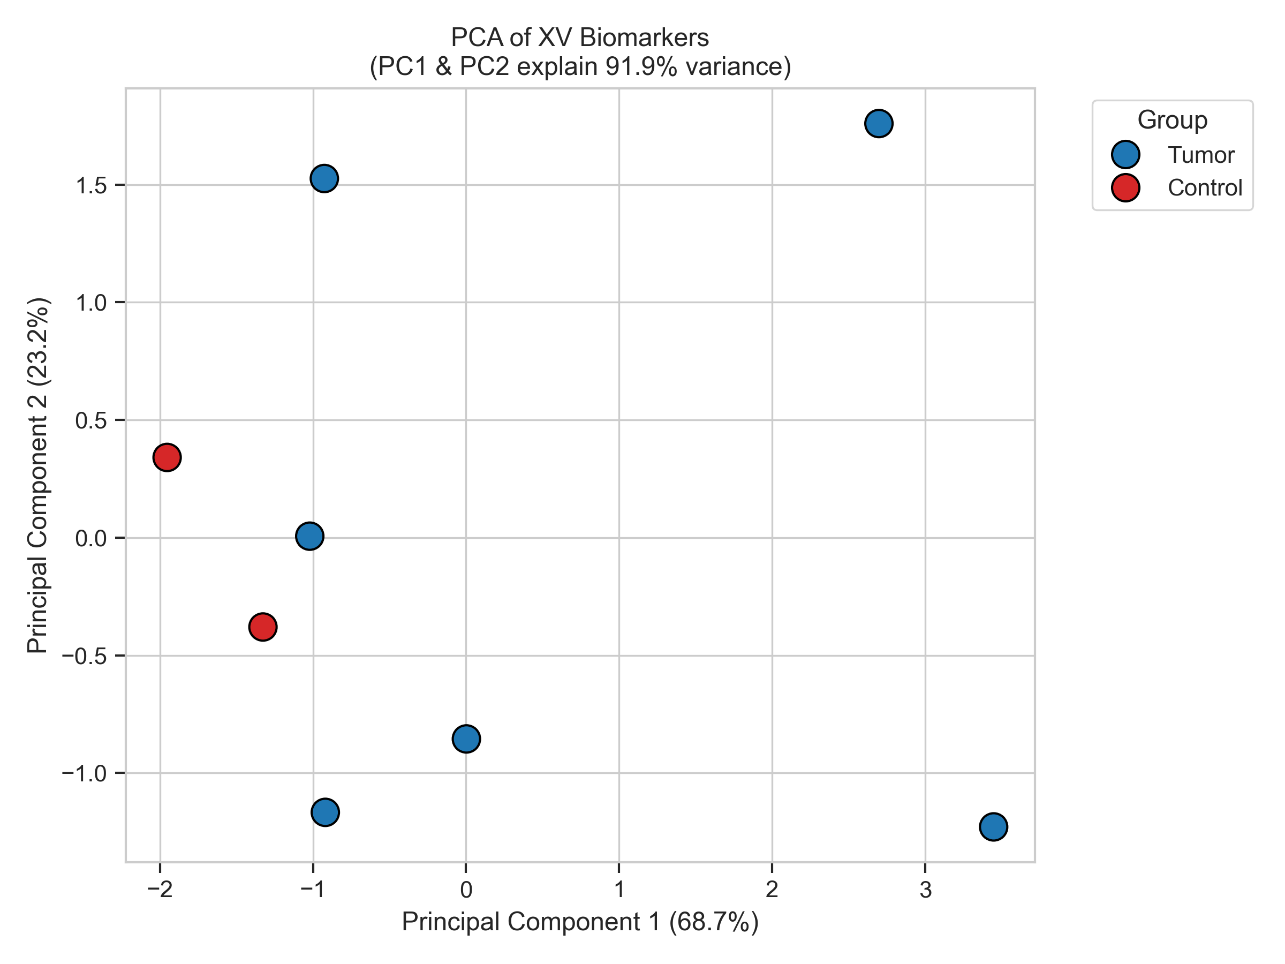 PCA of XV Biomarkers
(PC1 & PC2 explain 91.9% variance)
Group
Tumor
Control
Principal Component 2 (23.2%)
1.5
1.0
0.5
0.0
−0.5
−1.0
−2
−1
0
1
2
3
Principal Component 1 (68.7%)